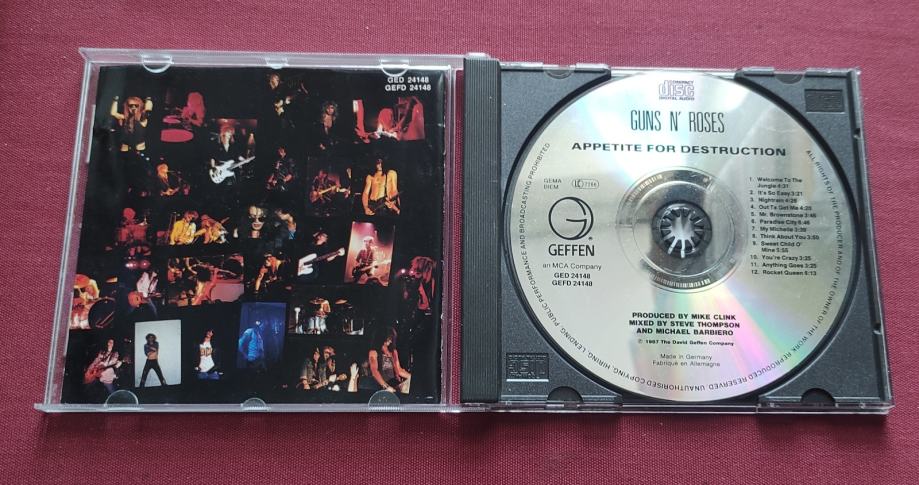 GED 24148
GEFD 24148
COMPACT
disc
DIGITAL AUDIO
GUNS N' ROSES
APPETITE FOR DESTRUCTION
GEMA
BIEM
LC 7266
GEFFEN
®
an MCA Company
GED 24148
GEFD 24148
1. Welcome To The
Jungle 4:31
2. It's So Easy 3:21
3. Nightrain 4:26
4. Out Ta Get Me 4:20
5. Mr. Brownstone 3:46
6. Paradise City 6:46
7. My Michelle 3:39
8. Think About You 3:50
9. Sweet Child O'
Mine 5:55
10. You're Crazy 3:25
11. Anything Goes 3:25
12. Rocket Queen 6:13
PRODUCED BY MIKE CLINK
MIXED BY STEVE THOMPSON
AND MICHAEL BARBIERO
℗ 1987 The David Geffen Company
Made in Germany
Fabriqué en Allemagne
ALL RIGHTS OF THE PRODUCER AND OF THE OWNER OF THE WORK REPRODUCED RESERVED. UNAUTHORISED COPYING, HIRING, LENDING, PUBLIC PERFORMANCE AND BROADCASTING PROHIBITED